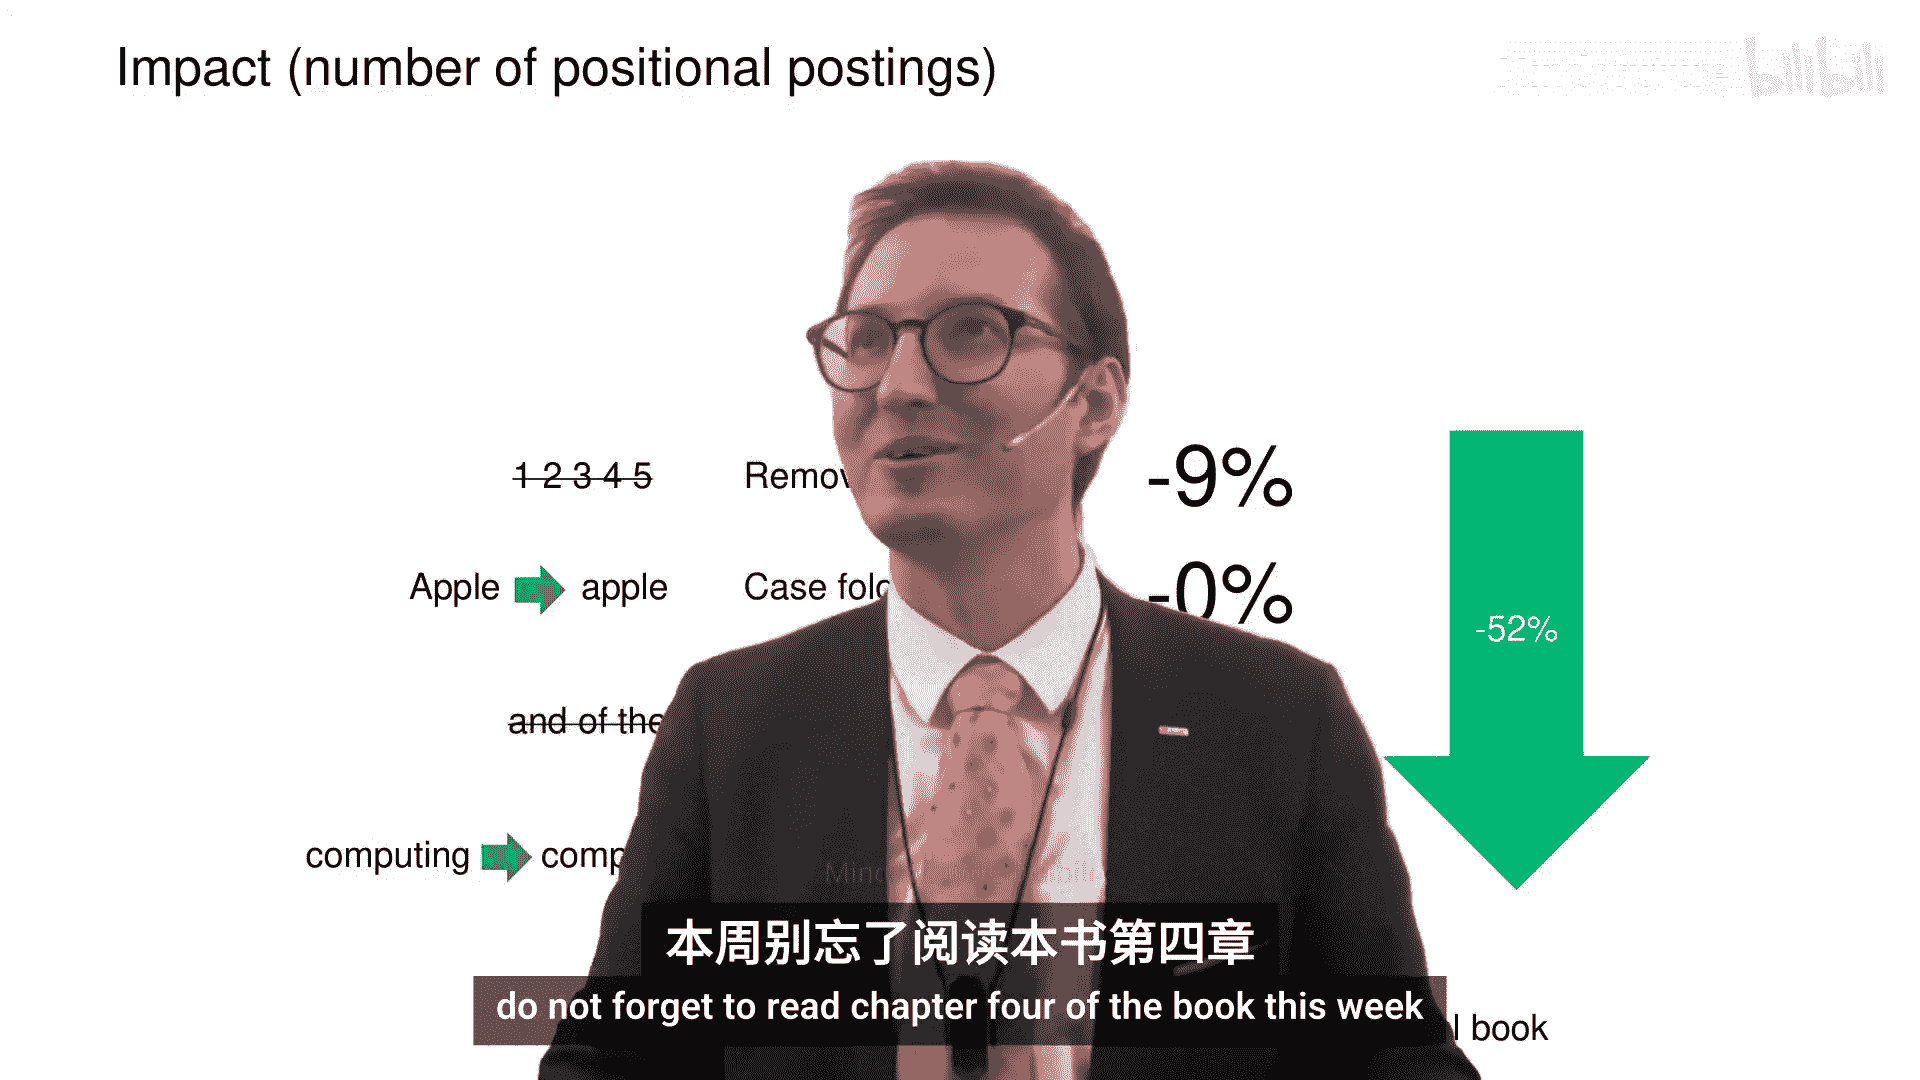 Impact (number of positional postings)
bilibili
1 2 3 4 5 Remov -9%
Apple apple Case fold -0%
-52%
and of the
computing comp
本周别忘了阅读本书第四章
do not forget to read chapter four of the book this week
l book